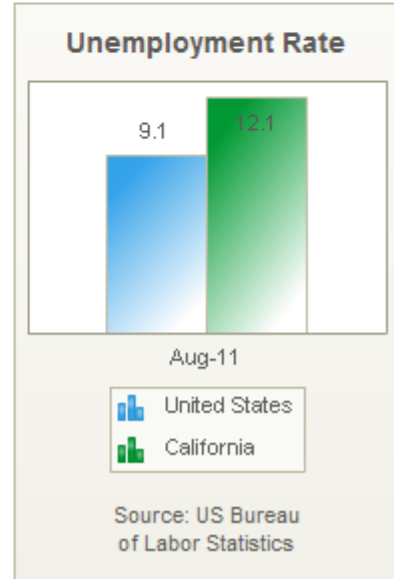 Unemployment Rate
9.1
12.1
Aug-11
United States
California
Source: US Bureau
of Labor Statistics